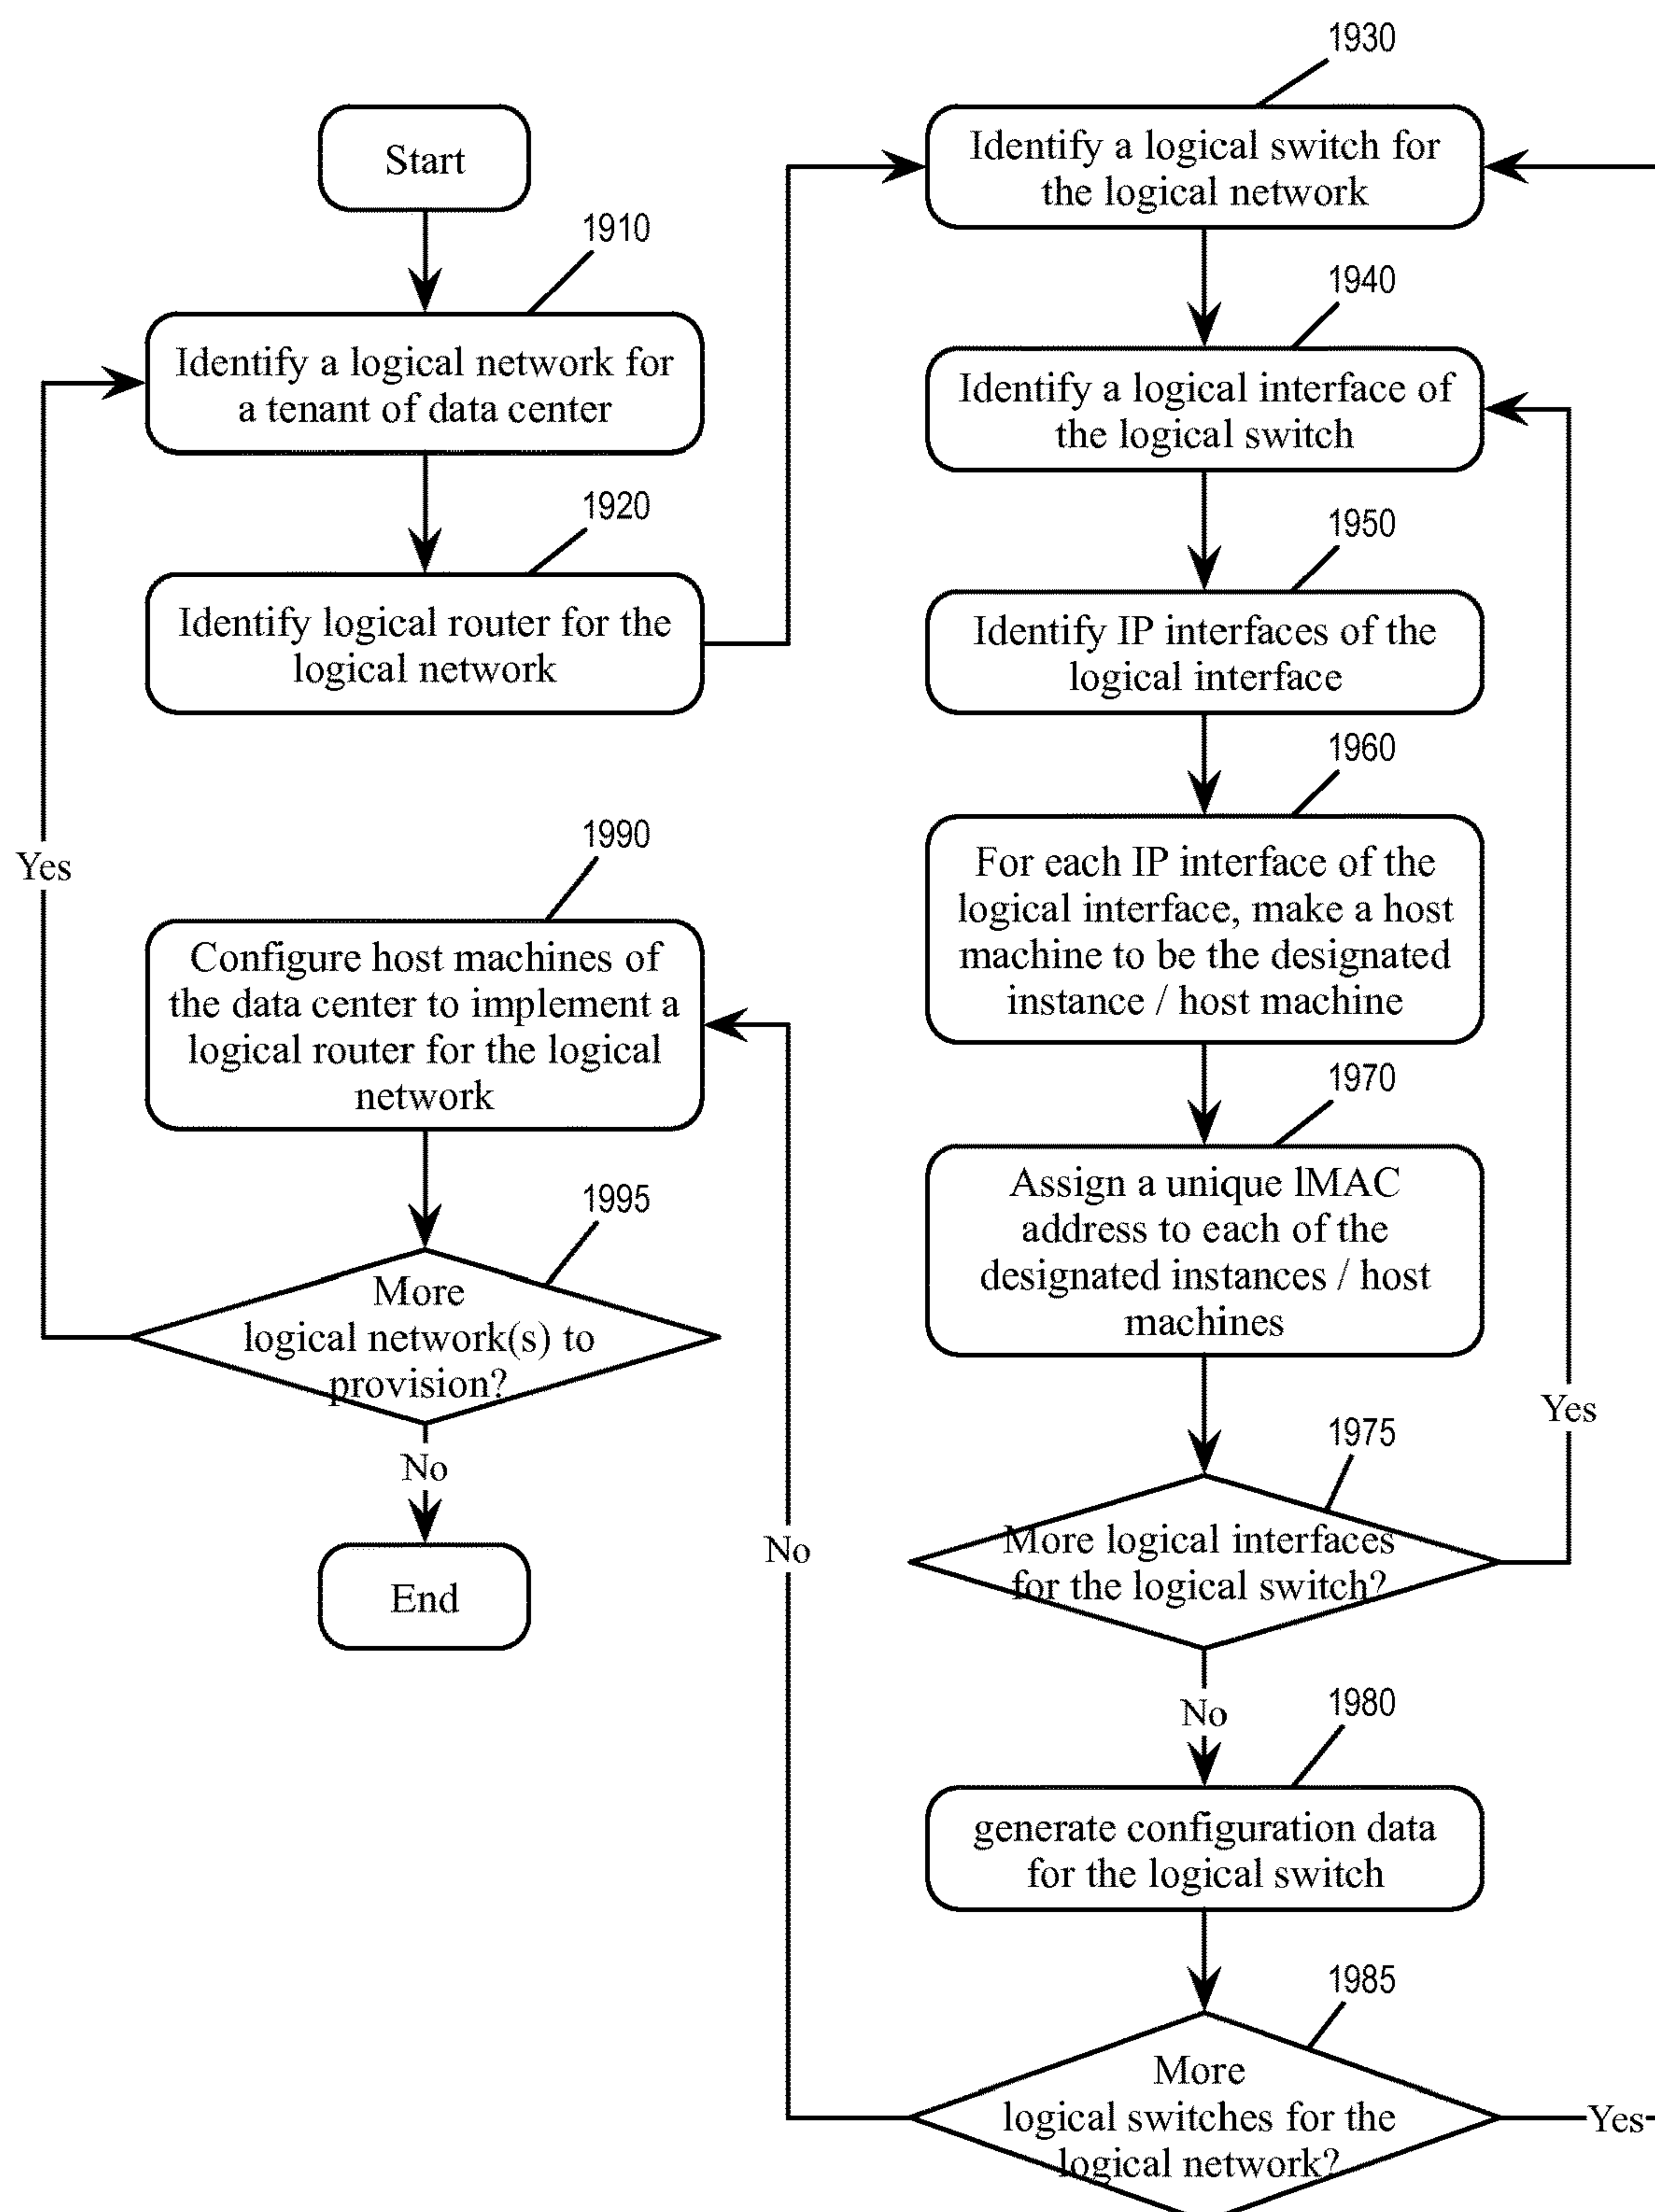 Start
1910
Identify a logical network for
a tenant of data center
1920
Identify logical router for the
logical network
1930
Identify a logical switch for
the logical network
1940
Identify a logical interface of
the logical switch
1950
Identify IP interfaces of the
logical interface
1960
For each IP interface of the
logical interface, make a host
machine to be the designated
instance / host machine
1970
Assign a unique lMAC
address to each of the
designated instances / host
machines
1975
More logical interfaces
for the logical switch?
Yes
No
1980
generate configuration data
for the logical switch
1985
More
logical switches for the
logical network?
Yes
No
1990
Configure host machines of
the data center to implement a
logical router for the logical
network
1995
More
logical network(s) to
provision?
Yes
No
End